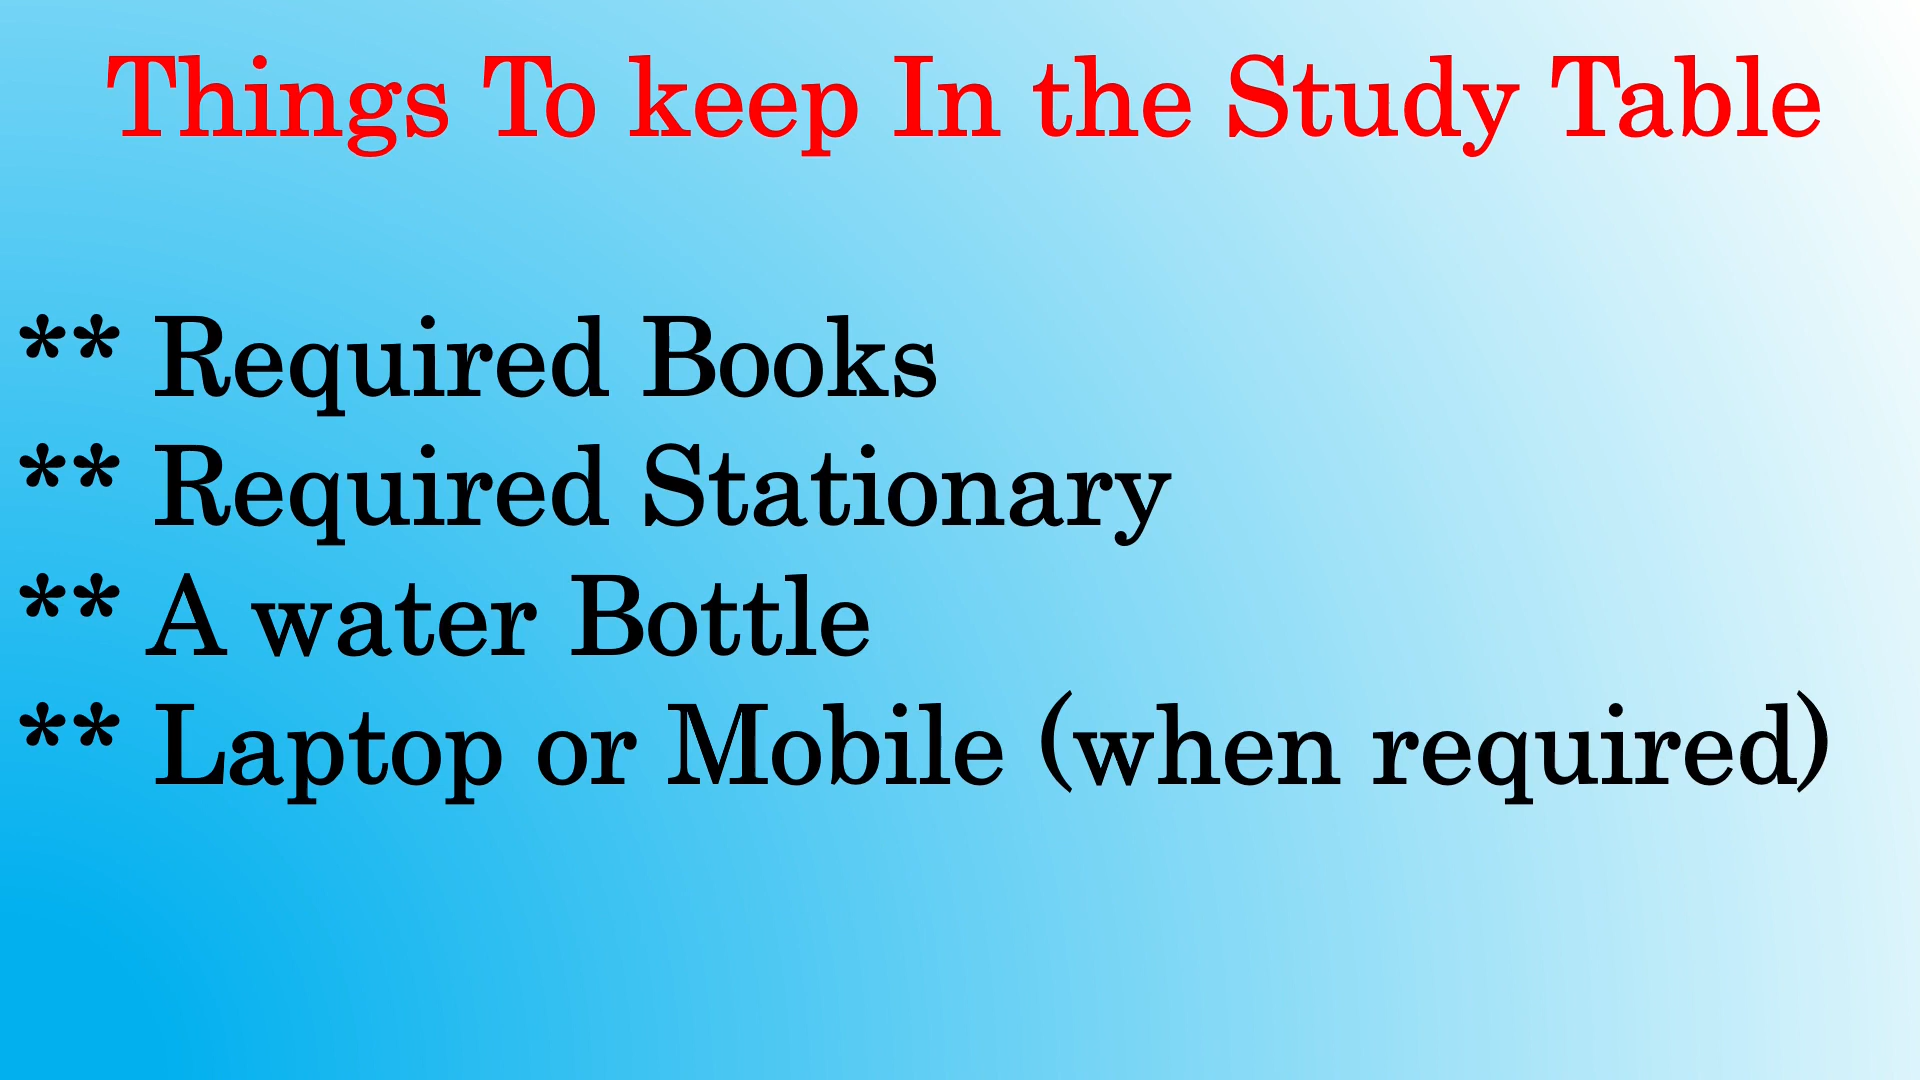 Things To keep In the Study Table
** Required Books
** Required Stationary
** A water Bottle
** Laptop or Mobile (when required)